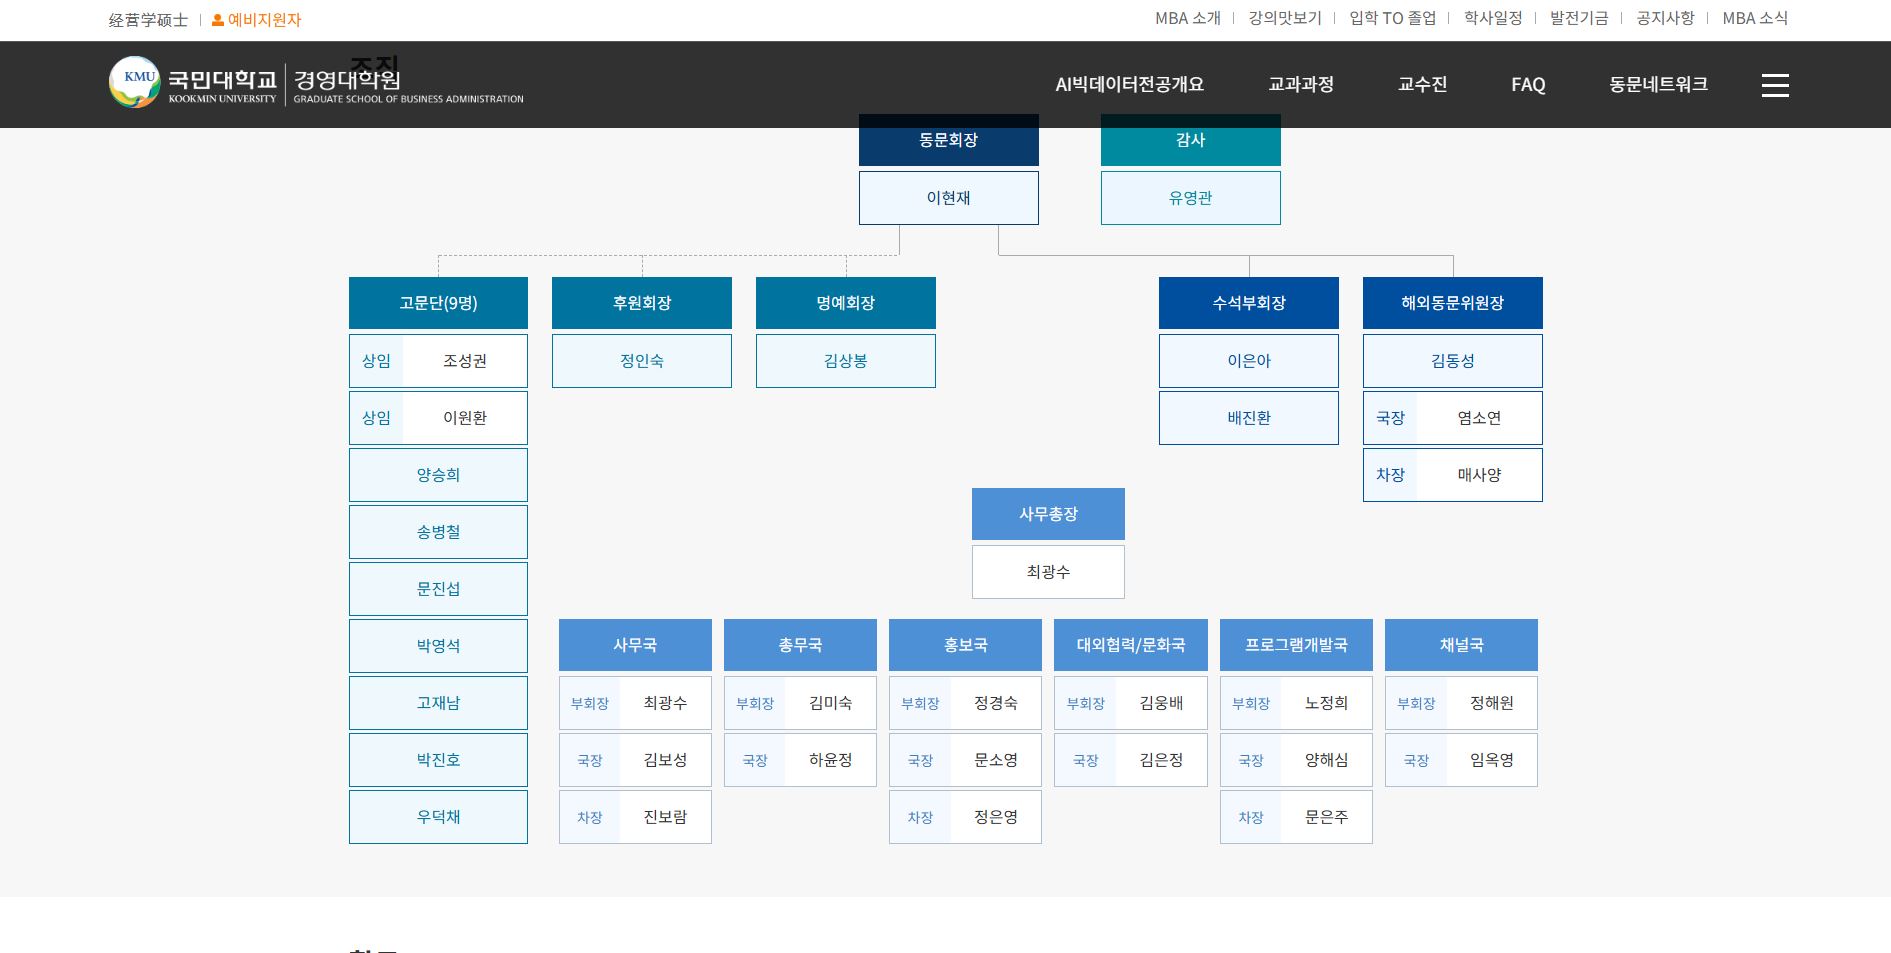 经营学硕士
예비지원자
MBA 소개
강의맛보기
입학 TO 졸업
학사일정
발전기금
공지사항
MBA 소식
조직
KMU
국민대학교
KOOKMIN UNIVERSITY
경영대학원
GRADUATE SCHOOL OF BUSINESS ADMINISTRATION
AI빅데이터전공개요
교과과정
교수진
FAQ
동문네트워크
동문회장
감사
이현재
유영관
고문단(9명)
후원회장
명예회장
수석부회장
해외동문위원장
상임 조성권
정인숙
김상봉
이은아
김동성
상임 이원환
배진환
국장 염소연
양승희
차장 매사양
사무총장
송병철
최광수
문진섭
박영석
사무국
총무국
홍보국
대외협력/문화국
프로그램개발국
채널국
고재남
부회장 최광수
부회장 김미숙
부회장 정경숙
부회장 김웅배
부회장 노정희
부회장 정해원
박진호
국장 김보성
국장 하윤정
국장 문소영
국장 김은정
국장 양해심
국장 임옥영
우덕채
차장 진보람
차장 정은영
차장 문은주